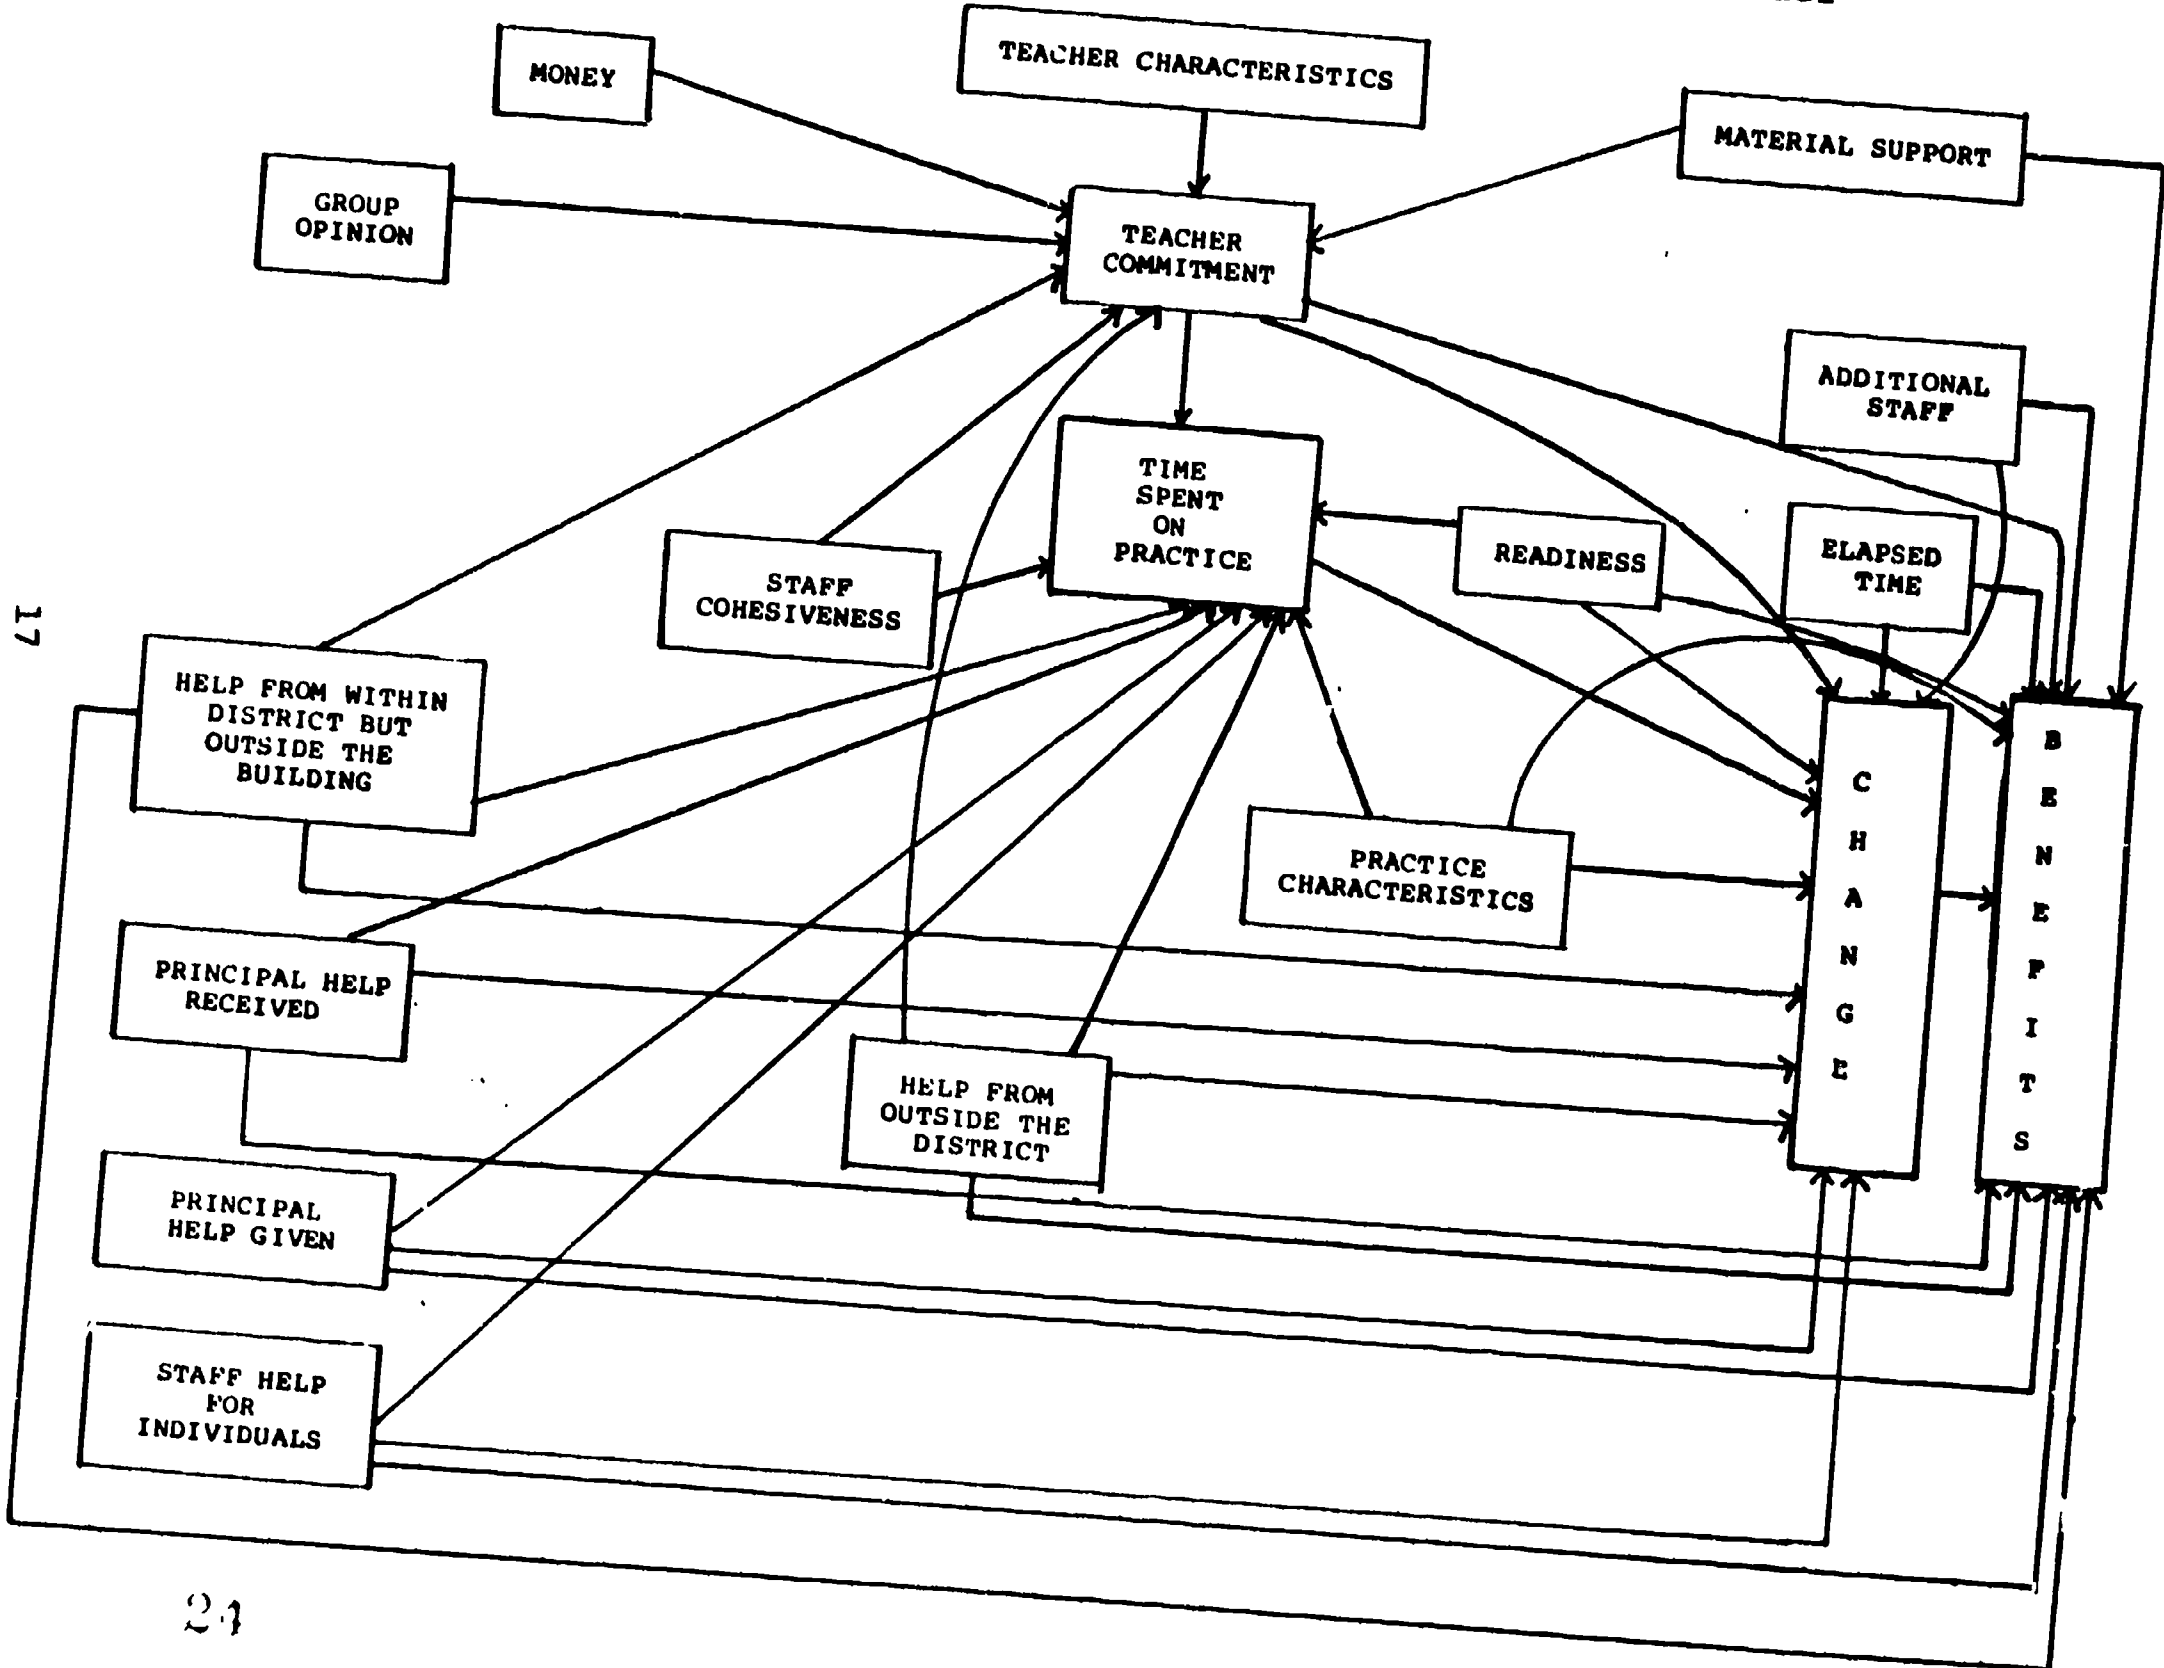 MONEY
TEACHER CHARACTERISTICS
MATERIAL SUPPORT
GROUP
OPINION
TEACHER
COMMITMENT
ADDITIONAL
STAFF
TIME
SPENT
ON
PRACTICE
READINESS
ELAPSED
TIME
STAFF
COHESIVENESS
17
HELP FROM WITHIN
DISTRICT BUT
OUTSIDE THE
BUILDING
CHANGE
BENEFITS
PRACTICE
CHARACTERISTICS
PRINCIPAL HELP
RECEIVED
HELP FROM
OUTSIDE THE
DISTRICT
PRINCIPAL
HELP GIVEN
STAFF HELP
FOR
INDIVIDUALS